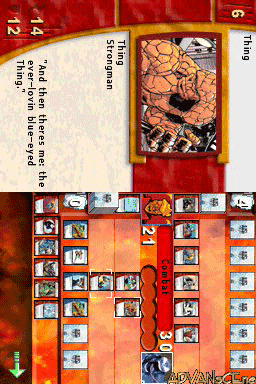 6
Thing
Thing
Strongman
"And then theres me: the
ever-lovin blue-eyed
Thing."
14
12
30
Combat
21